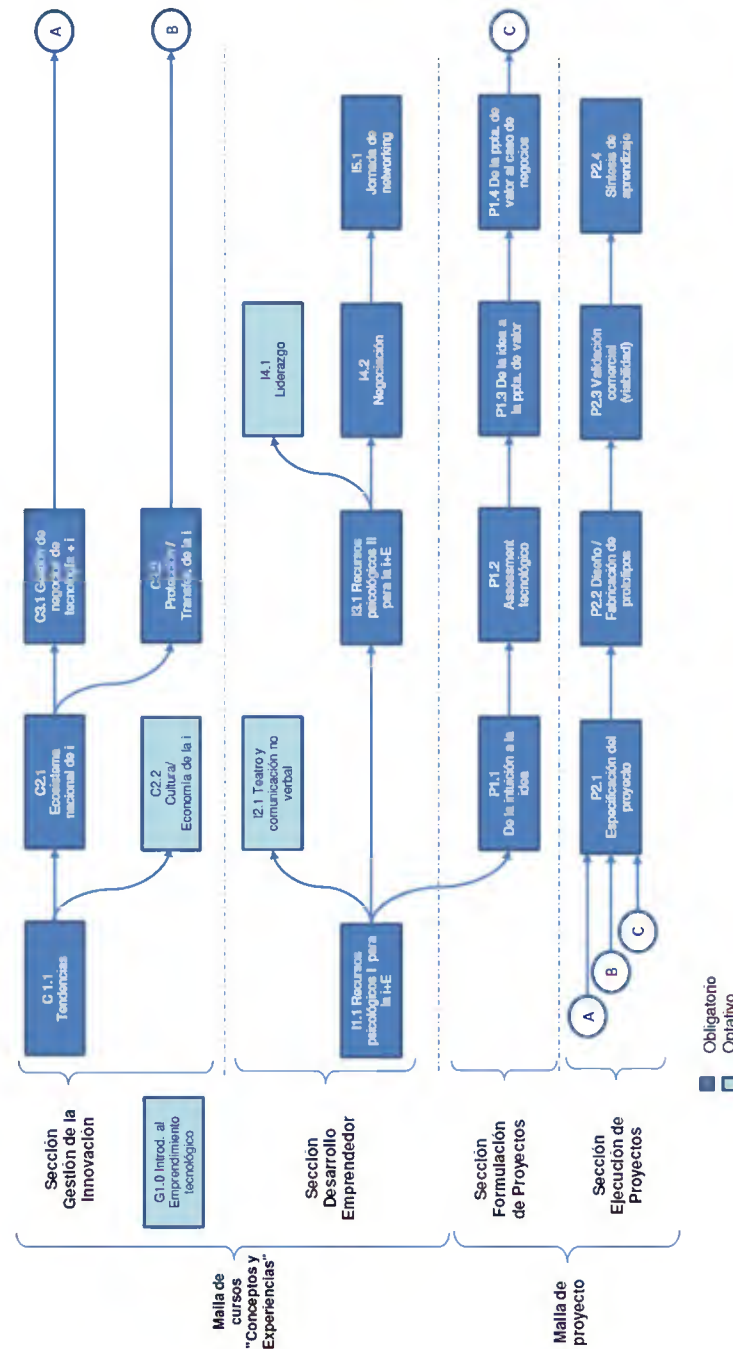 Malla de
cursos
"Conceptos y
Experiencias"
Sección
Gestión de la
Innovación
G1.0 Introd. al
Emprendimiento
tecnológico
C 1.1
Tendencias
C2.1
Ecosistema
nacional de i
C2.2
Cultura/
Economía de la i
C3.1 Gestión de
negocio de
tecnología + i
Protección /
Transfer. de la i
A
B
Sección
Desarrollo
Emprendedor
I1.1 Recursos
psicológicos I para
la i+E
I2.1 Teatro y
comunicación no
verbal
I3.1 Recursos
psicológicos II
para la i+E
I4.1
Liderazgo
I4.2
Negociación
I5.1
Jornada de
networking
Malla de
proyecto
Sección
Formulación
de Proyectos
P1.1
De la intuición a la
idea
P1.2
Assessment
tecnológico
P1.3 De la idea a
la ppta. de valor
P1.4 De la ppta. de
valor al caso de
negocios
C
Sección
Ejecución de
Proyectos
A
B
C
P2.1
Especificación del
proyecto
P2.2 Diseño /
Fabricación de
prototipos
P2.3 Validación
comercial
(viabilidad)
P2.4
Síntesis de
aprendizaje
Obligatorio
Optativo